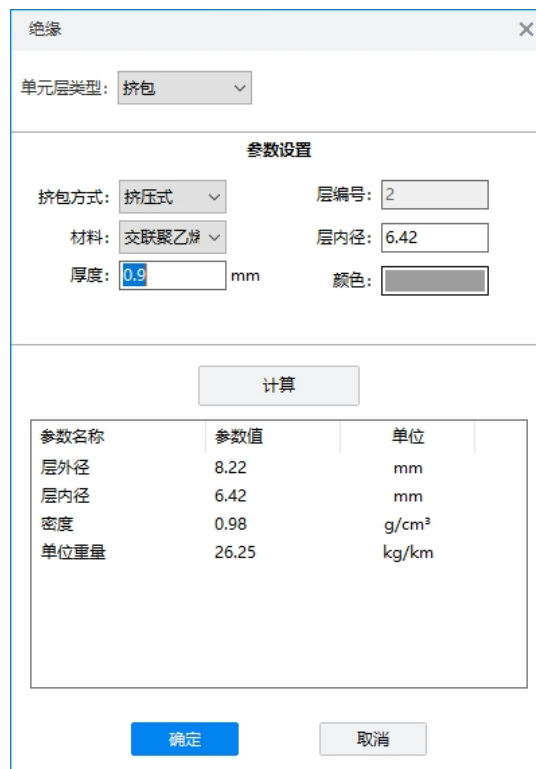 绝缘
单元层类型: 挤包
参数设置
挤包方式: 挤压式
层编号: 2
材料: 交联聚乙烯
层内径: 6.42
厚度: 0.9 mm
颜色:
计算
参数名称 参数值 单位
层外径 8.22 mm
层内径 6.42 mm
密度 0.98 g/cm³
单位重量 26.25 kg/km
确定 取消